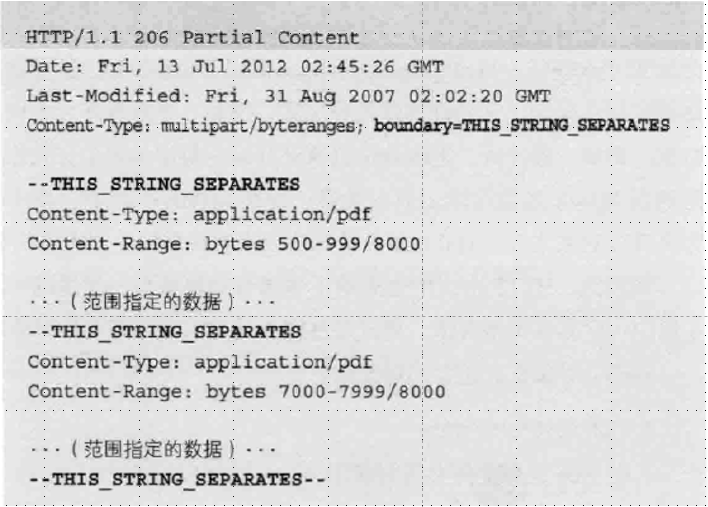 HTTP/1.1 206 Partial Content
Date: Fri, 13 Jul 2012 02:45:26 GMT
Last-Modified: Fri, 31 Aug 2007 02:02:20 GMT
Content-Type: multipart/byteranges; boundary=THIS_STRING_SEPARATES
--THIS_STRING_SEPARATES
Content-Type: application/pdf
Content-Range: bytes 500-999/8000
···（范围指定的数据）···
--THIS_STRING_SEPARATES
Content-Type: application/pdf
Content-Range: bytes 7000-7999/8000
···（范围指定的数据）···
--THIS_STRING_SEPARATES--